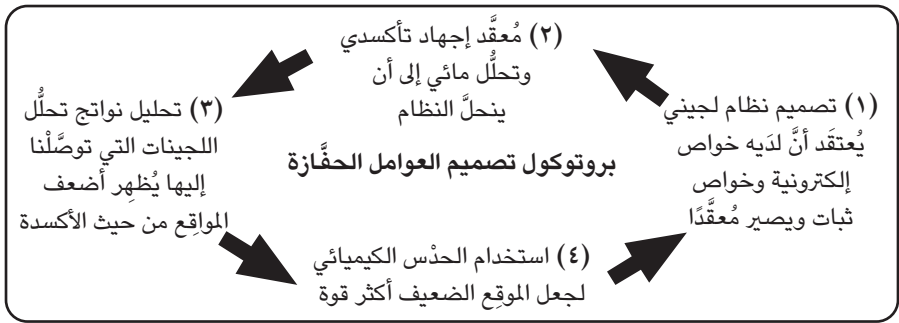 (١) تصميم نظام لجيني
يُعتقَد أنَّ لدَيه خواص
إلكترونية وخواص
ثبات ويصير مُعقَّدًا
(٢) مُعقَّد إجهاد تأكسدي
وتحلُّل مائي إلى أن
ينحلَّ النظام
(٣) تحليل نواتج تحلُّل
اللجينات التي توصَّلْنا
إليها يُظهِر أضعف
المواقِع من حيث الأكسدة
بروتوكول تصميم العوامل الحفَّازة
(٤) استخدام الحدْس الكيميائي
لجعل الموقِع الضعيف أكثر قوة